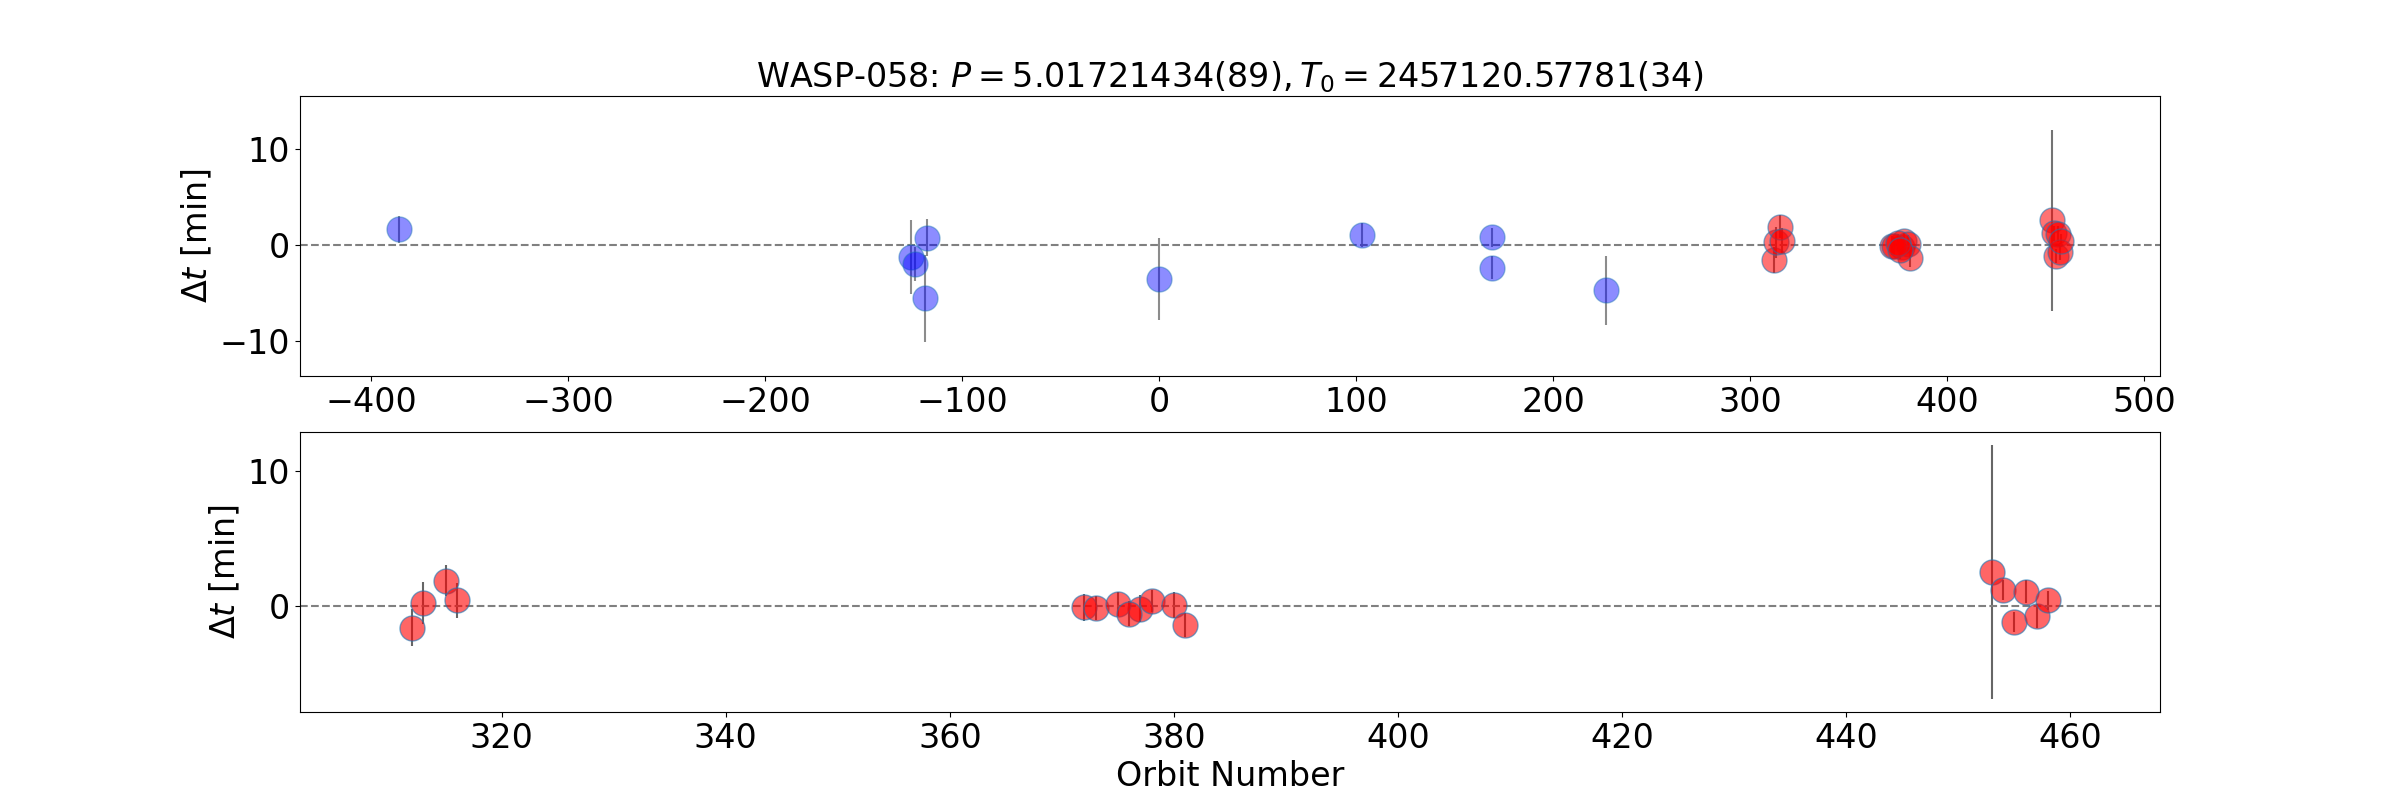 WASP-058: P = 5.01721434(89), T₀ = 2457120.57781(34)
Δt [min]
10
0
−10
−400 −300 −200 −100 0 100 200 300 400 500
Δt [min]
10
0
320 340 360 380 400 420 440 460
Orbit Number